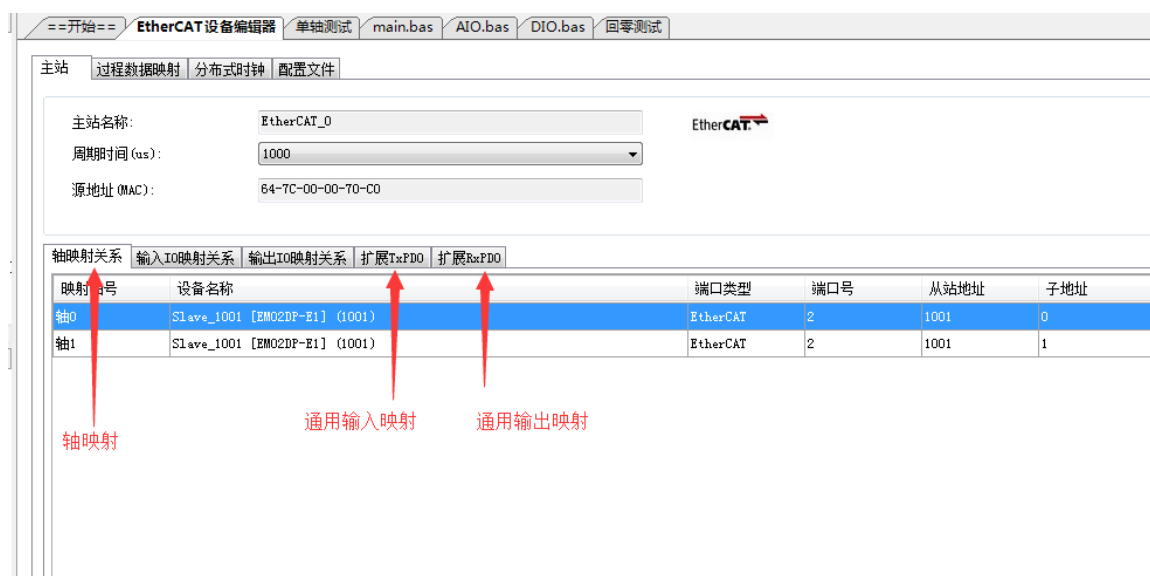 ==开始== EtherCAT设备编辑器 单轴测试 main.bas AIO.bas DIO.bas 回零测试
主站 过程数据映射 分布式时钟 配置文件
主站名称: EtherCAT_0 EtherCAT.
周期时间(us): 1000
源地址(MAC): 64-7C-00-00-70-C0
轴映射关系 输入IO映射关系 输出IO映射关系 扩展TxPDO 扩展RxPDO
映射 号 设备名称 端口类型 端口号 从站地址 子地址
轴0 Slave_1001 [EM02DP-E1] (1001) EtherCAT 2 1001 0
轴1 Slave_1001 [EM02DP-E1] (1001) EtherCAT 2 1001 1
通用输入映射 通用输出映射
轴映射